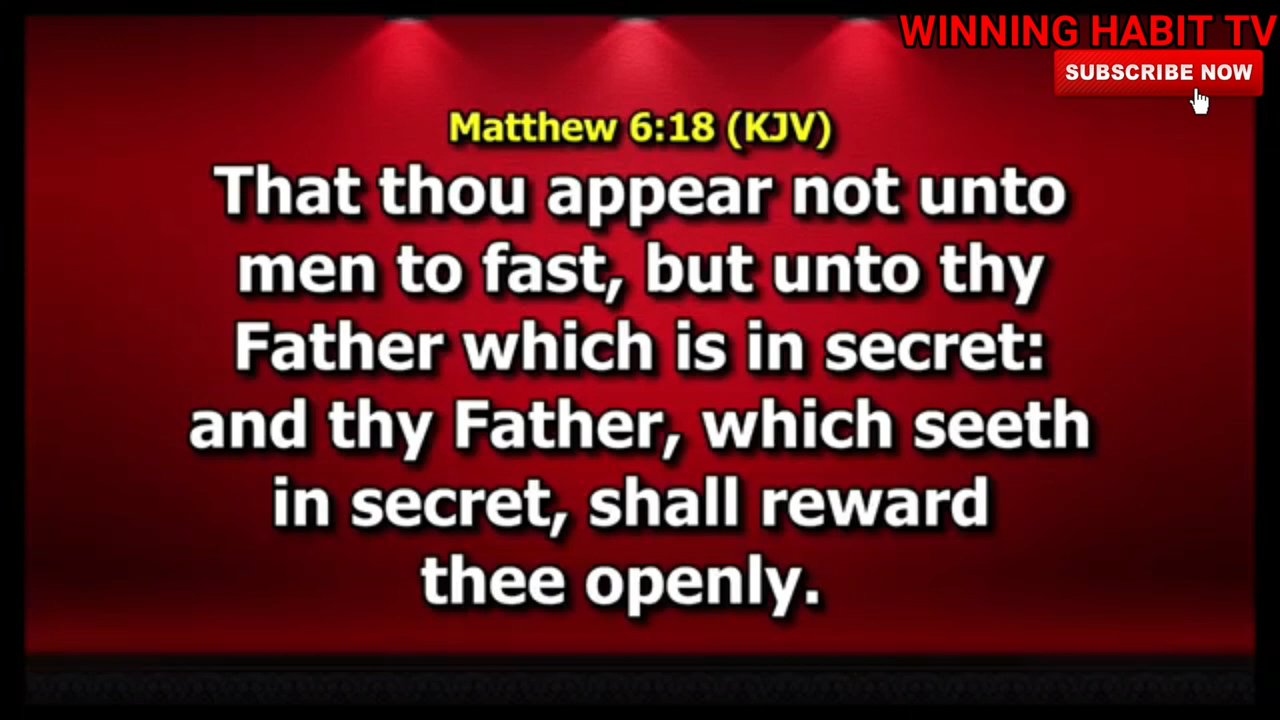 WINNING HABIT TV
SUBSCRIBE NOW
Matthew 6:18 (KJV)
That thou appear not unto
men to fast, but unto thy
Father which is in secret:
and thy Father, which seeth
in secret, shall reward
thee openly.